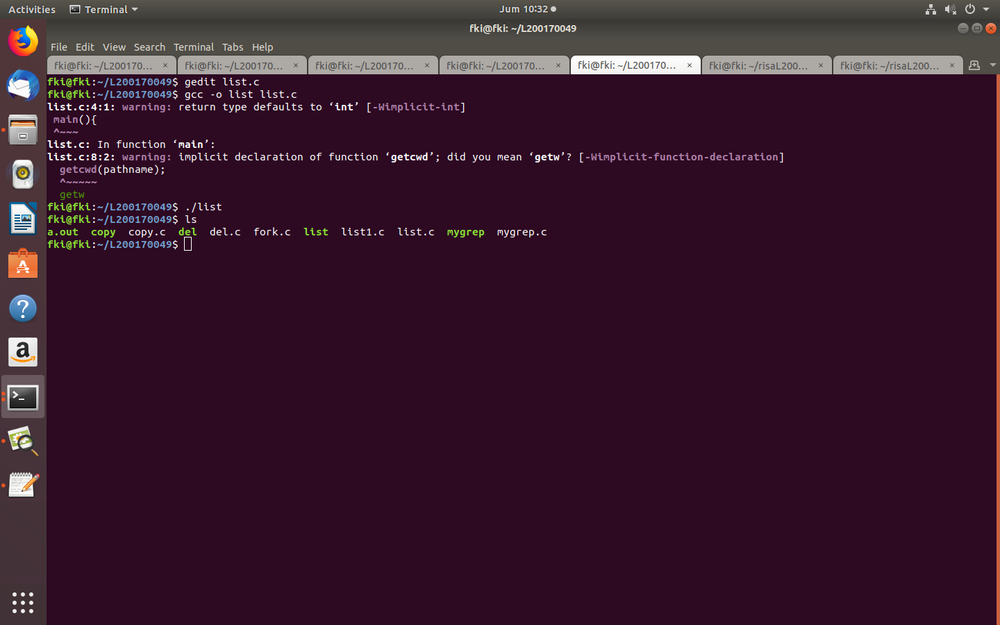 Activities Terminal Jum 10:32
fki@fki: ~/L200170049
File Edit View Search Terminal Tabs Help
fki@fki: ~/L20017o… × fki@fki: ~/L20017o… × fki@fki: ~/L20017o… × fki@fki: ~/L20017o… × fki@fki: ~/L20017o… × fki@fki: ~/risaL200… × fki@fki: ~/risaL200… ×
fki@fki:~/L200170049$ gedit list.c
fki@fki:~/L200170049$ gcc -o list list.c
list.c:4:1: warning: return type defaults to ‘int’ [-Wimplicit-int]
main(){
^~~~
list.c: In function ‘main’:
list.c:8:2: warning: implicit declaration of function ‘getcwd’; did you mean ‘getw’? [-Wimplicit-function-declaration]
getcwd(pathname);
^~~~~~
getw
fki@fki:~/L200170049$ ./list
fki@fki:~/L200170049$ ls
a.out copy copy.c del del.c fork.c list list1.c list.c mygrep mygrep.c
fki@fki:~/L200170049$